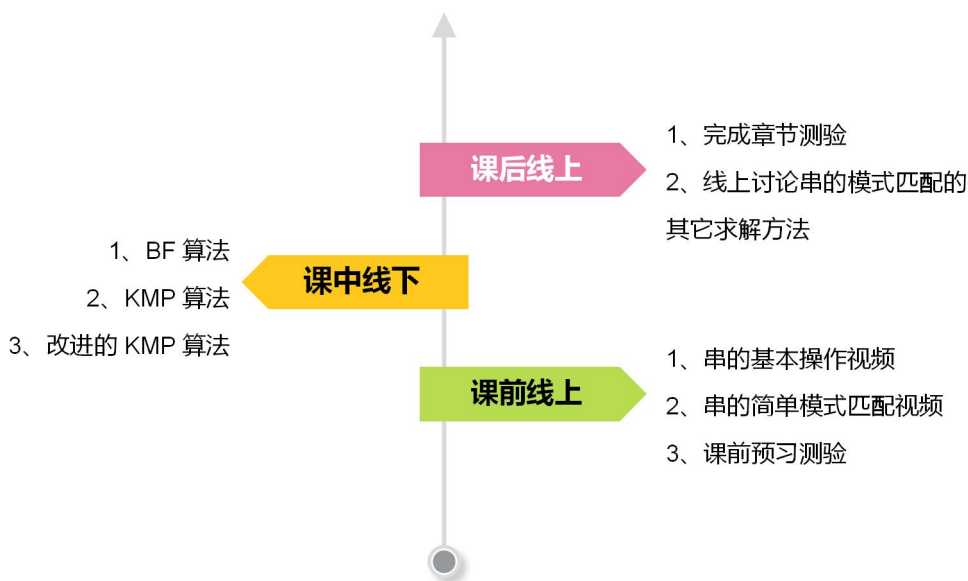 课后线上
1、完成章节测验
2、线上讨论串的模式匹配的
其它求解方法
课中线下
1、BF 算法
2、KMP 算法
3、改进的 KMP 算法
课前线上
1、串的基本操作视频
2、串的简单模式匹配视频
3、课前预习测验